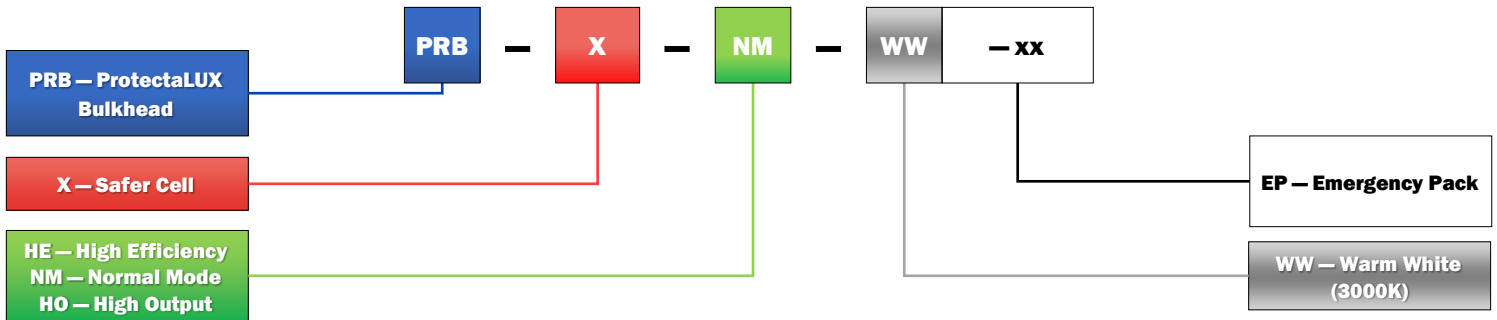 PRB – X – NM – WW – xx
PRB – ProtectaLUX
Bulkhead
X – Safer Cell
EP – Emergency Pack
HE – High Efficiency
NM – Normal Mode
HO – High Output
WW – Warm White
(3000K)